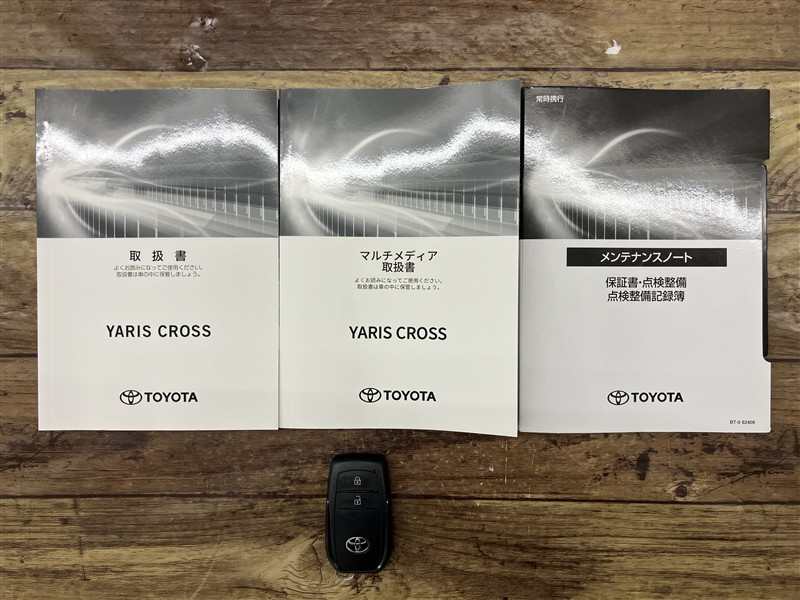 取扱書
よくお読みになってご使用ください。
取扱書は車の中に保管しましょう。
YARIS CROSS
TOYOTA
マルチメディア
取扱書
よくお読みになってご使用ください。
取扱書は車の中に保管しましょう。
YARIS CROSS
TOYOTA
常時携行
メンテナンスノート
保証書・点検整備
点検整備記録簿
TOYOTA
BT-0 82409